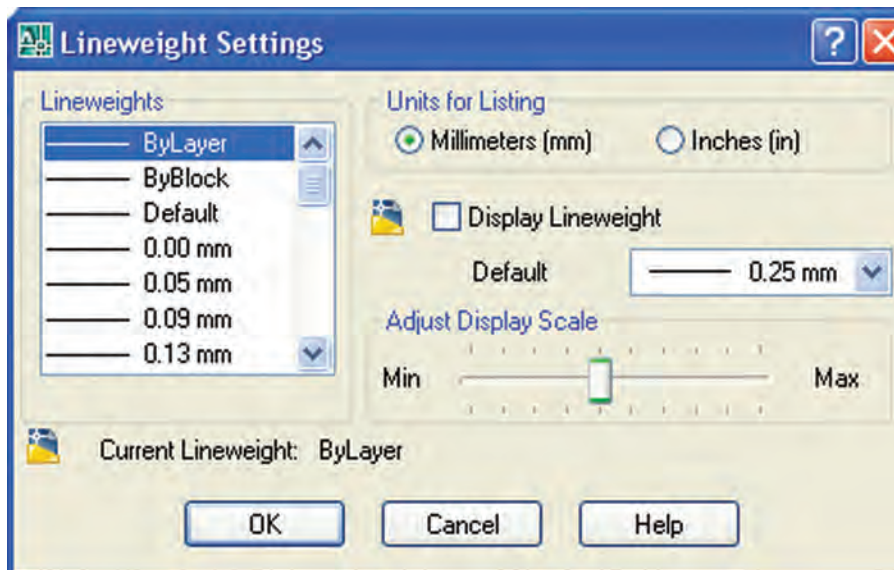 Lineweight Settings
Lineweights
ByLayer
ByBlock
Default
0.00 mm
0.05 mm
0.09 mm
0.13 mm
Units for Listing
Millimeters (mm)
Inches (in)
Display Lineweight
Default
0.25 mm
Adjust Display Scale
Min
Max
Current Lineweight: ByLayer
OK
Cancel
Help